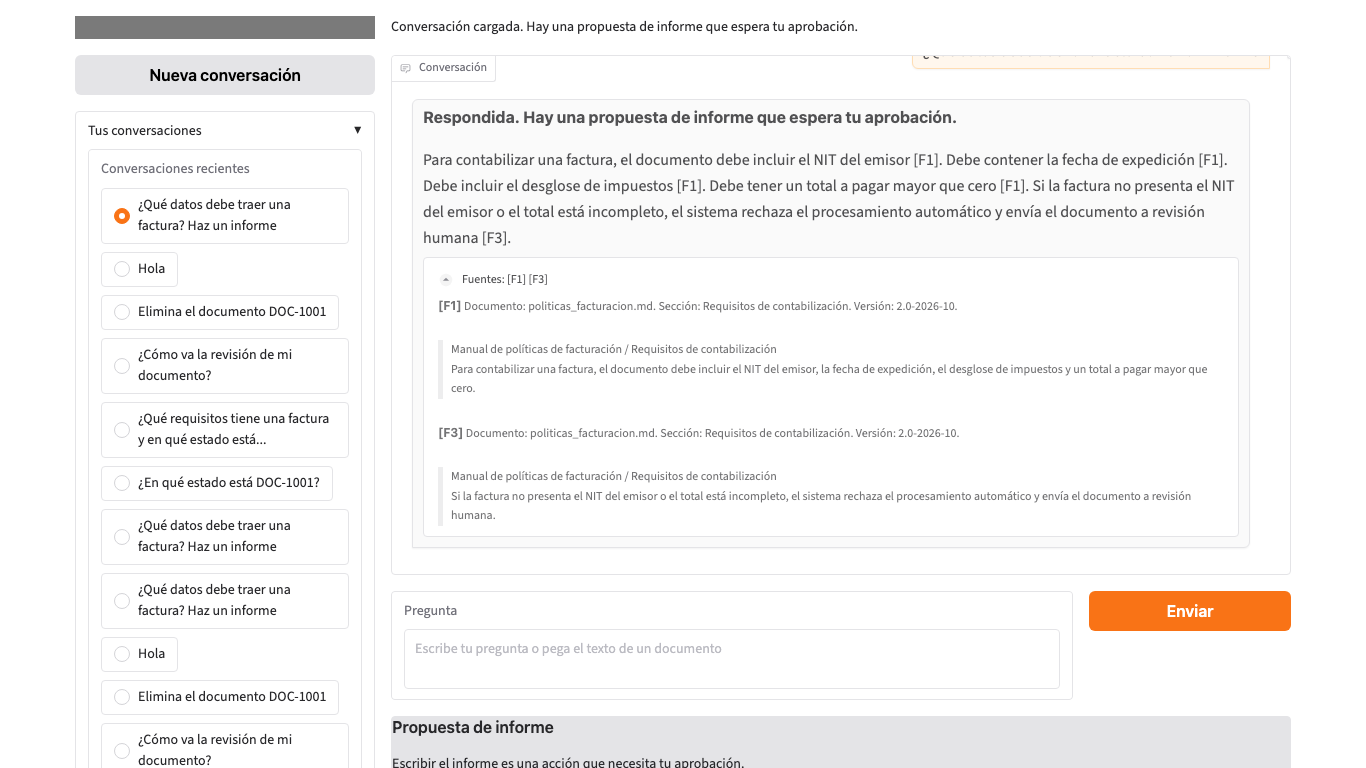 Conversación cargada. Hay una propuesta de informe que espera tu aprobación.
Nueva conversación
Tus conversaciones
Conversaciones recientes
¿Qué datos debe traer una
factura? Haz un informe
Hola
Elimina el documento DOC-1001
¿Cómo va la revisión de mi
documento?
¿Qué requisitos tiene una factura
y en qué estado está...
¿En qué estado está DOC-1001?
¿Qué datos debe traer una
factura? Haz un informe
¿Qué datos debe traer una
factura? Haz un informe
Hola
Elimina el documento DOC-1001
¿Cómo va la revisión de mi
documento?
Conversación
Respondida. Hay una propuesta de informe que espera tu aprobación.
Para contabilizar una factura, el documento debe incluir el NIT del emisor [F1]. Debe contener la fecha de expedición [F1].
Debe incluir el desglose de impuestos [F1]. Debe tener un total a pagar mayor que cero [F1]. Si la factura no presenta el NIT
del emisor o el total está incompleto, el sistema rechaza el procesamiento automático y envía el documento a revisión
humana [F3].
Fuentes: [F1] [F3]
[F1] Documento: politicas_facturacion.md. Sección: Requisitos de contabilización. Versión: 2.0-2026-10.
Manual de políticas de facturación / Requisitos de contabilización
Para contabilizar una factura, el documento debe incluir el NIT del emisor, la fecha de expedición, el desglose de impuestos y un total a pagar mayor que
cero.
[F3] Documento: politicas_facturacion.md. Sección: Requisitos de contabilización. Versión: 2.0-2026-10.
Manual de políticas de facturación / Requisitos de contabilización
Si la factura no presenta el NIT del emisor o el total está incompleto, el sistema rechaza el procesamiento automático y envía el documento a revisión
humana.
Pregunta
Escribe tu pregunta o pega el texto de un documento
Enviar
Propuesta de informe
Escribir el informe es una acción que necesita tu aprobación.